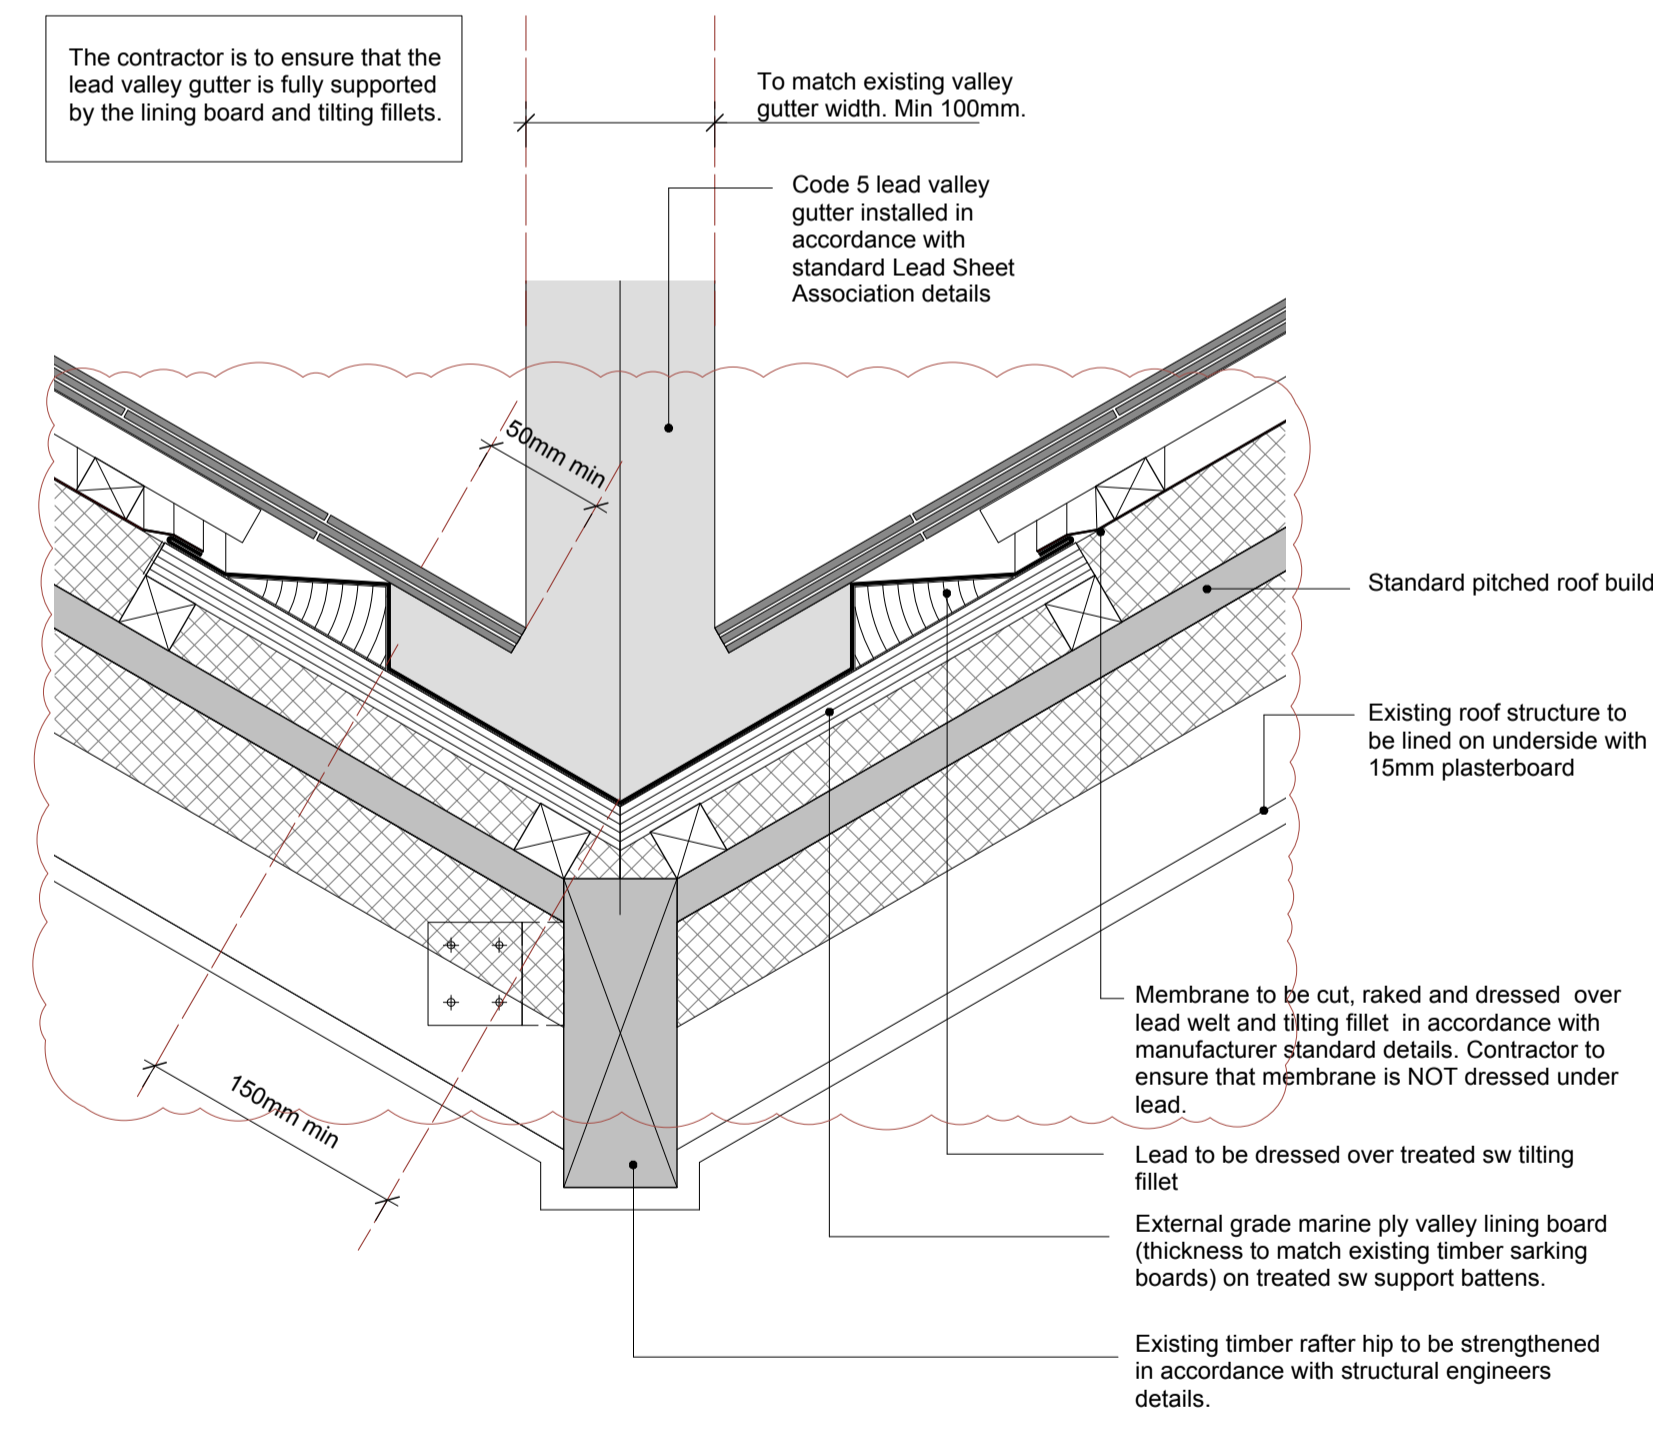 The contractor is to ensure that the
lead valley gutter is fully supported
by the lining board and tilting fillets.
To match existing valley
gutter width. Min 100mm.
Code 5 lead valley
gutter installed in
accordance with
standard Lead Sheet
Association details
50mm min
Standard pitched roof build
Existing roof structure to
be lined on underside with
15mm plasterboard
Membrane to be cut, raked and dressed over
lead welt and tilting fillet in accordance with
manufacturer standard details. Contractor to
ensure that membrane is NOT dressed under
lead.
150mm min
Lead to be dressed over treated sw tilting
fillet
External grade marine ply valley lining board
(thickness to match existing timber sarking
boards) on treated sw support battens.
Existing timber rafter hip to be strengthened
in accordance with structural engineers
details.